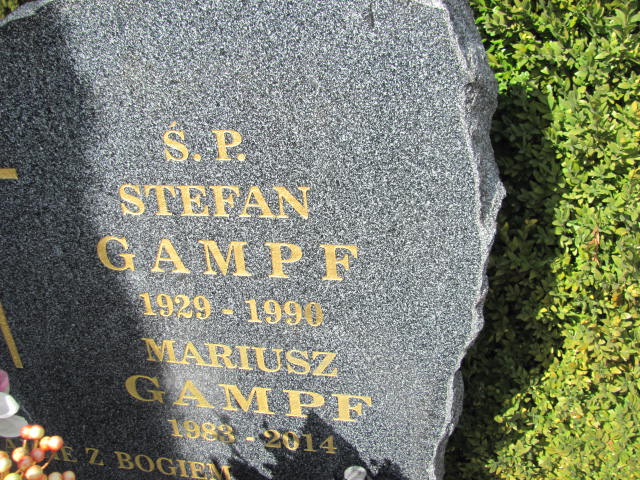 Ś. P.
STEFAN
GAMPF
1929 - 1990
MARIUSZ
GAMPF
1983 - 2014
Z BOGIEM